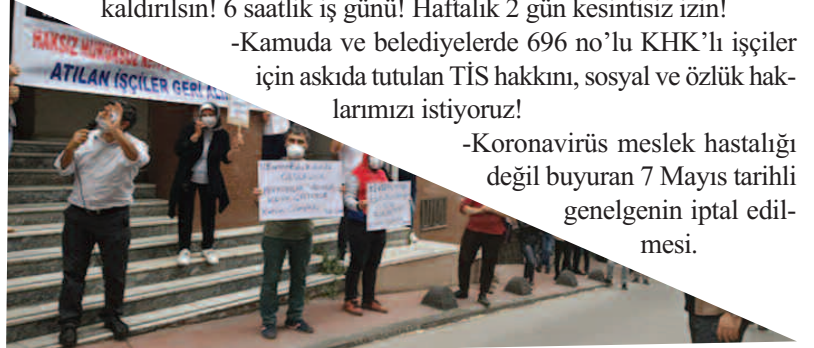 kaldırılsın! 6 saatlik iş günü! Haftalık 2 gün kesintisiz izin!
-Kamuda ve belediyelerde 696 no’lu KHK’lı işçiler
için askıda tutulan TİS hakkını, sosyal ve özlük hak-
larımızı istiyoruz!
-Koronavirüs meslek hastalığı
değil buyuran 7 Mayıs tarihli
genelgenin iptal edil-
mesi.
HAKSIZ HUKUKSUZ
ATILAN İŞÇİLER GERİ